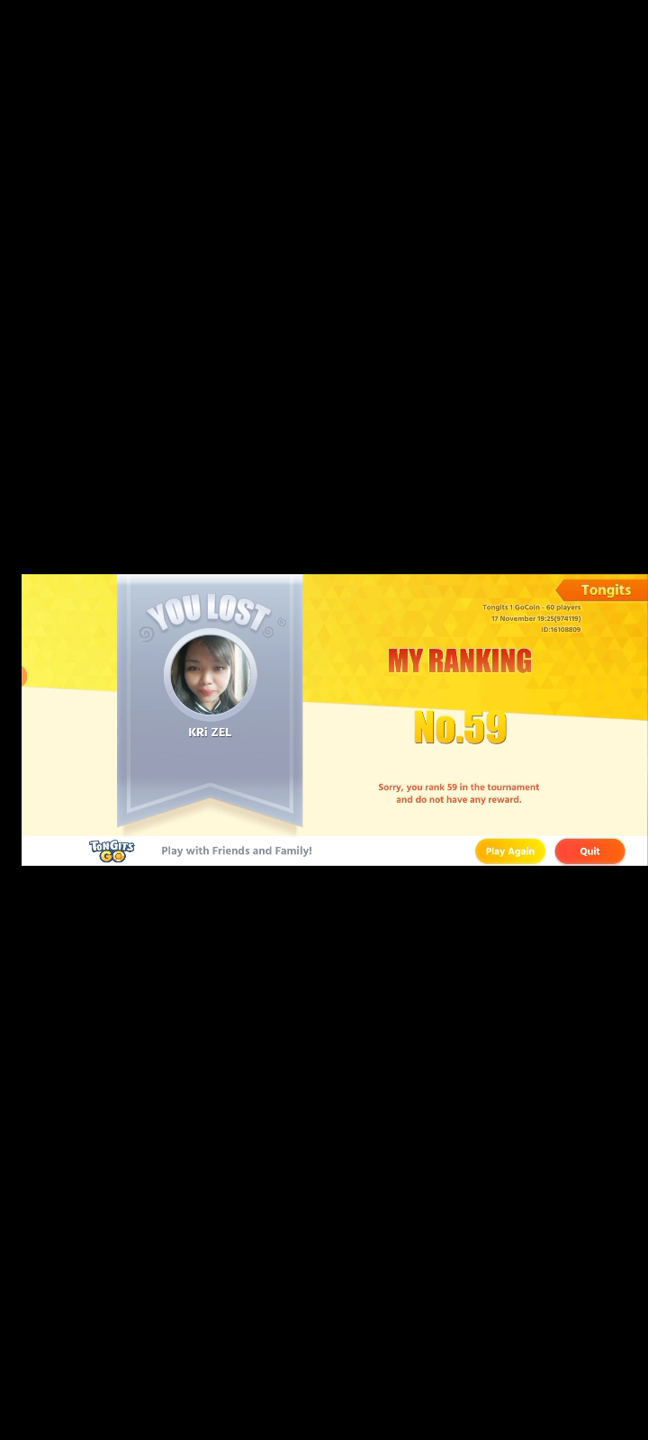 YOU LOST
KRi ZEL
Tongits
Tongits 1 GoCoin - 60 players
17 November 19:25(974119)
ID:16108809
MY RANKING
No.59
Sorry, you rank 59 in the tournament
and do not have any reward.
TONGITS
GO
Play with Friends and Family!
Play Again
Quit